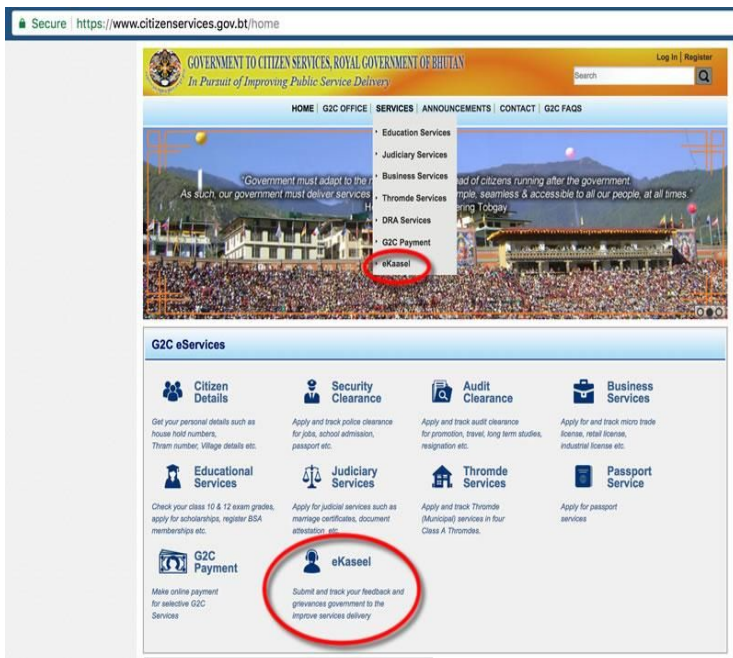 Secure https://www.citizenservices.gov.bt/home
GOVERNMENT TO CITIZEN SERVICES, ROYAL GOVERNMENT OF BHUTAN
In Pursuit of Improving Public Service Delivery
Log In | Register
Search
HOME | G2C OFFICE | SERVICES | ANNOUNCEMENTS | CONTACT | G2C FAQS
Education Services
Judiciary Services
Business Services
Thromde Services
DRA Services
G2C Payment
eKaasel
"Government must adapt to the ad of citizens running after the government.
As such, our government must deliver services mple, seamless & accessible to all our people, at all times."
ering Tobgay
G2C eServices
Citizen
Details
Get your personal details such as
house hold numbers,
Thram number, Village details etc.
Security
Clearance
Apply and track police clearance
for jobs, school admission,
passport etc.
Audit
Clearance
Apply and track audit clearance
for promotion, travel, long term studies,
resignation etc.
Business
Services
Apply for and track micro trade
license, retail license,
industrial license etc.
Educational
Services
Check your class 10 & 12 exam grades,
apply for scholarships, register BSA
memberships etc.
Judiciary
Services
Apply for judicial services such as
marriage certificates, document
attestation etc
Thromde
Services
Apply and track Thromde
(Municipal) services in four
Class A Thromdes.
Passport
Service
Apply for passport
services
G2C
Payment
Make online payment
for selective G2C
Services
eKaseel
Submit and track your feedback and
grievances government to the
improve services delivery